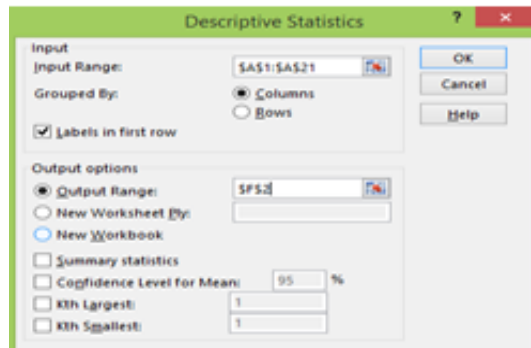 Descriptive Statistics ? ×
Input
Input Range: $A$1:$A$21
Grouped By: Columns
Rows
Labels in first row
OK
Cancel
Help
Output options
Output Range: $F$2
New Worksheet Ply:
New Workbook
Summary statistics
Confidence Level for Mean: 95 %
Kth Largest: 1
Kth Smallest: 1